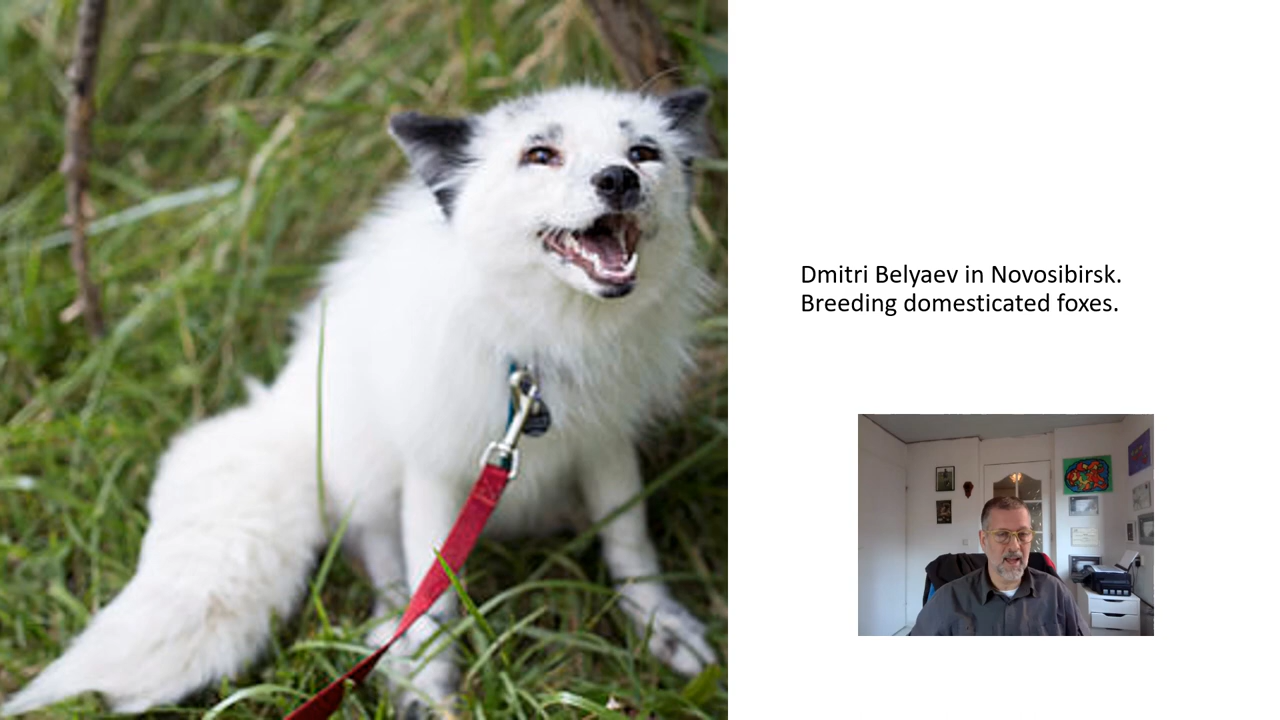 Dmitri Belyaev in Novosibirsk.
Breeding domesticated foxes.